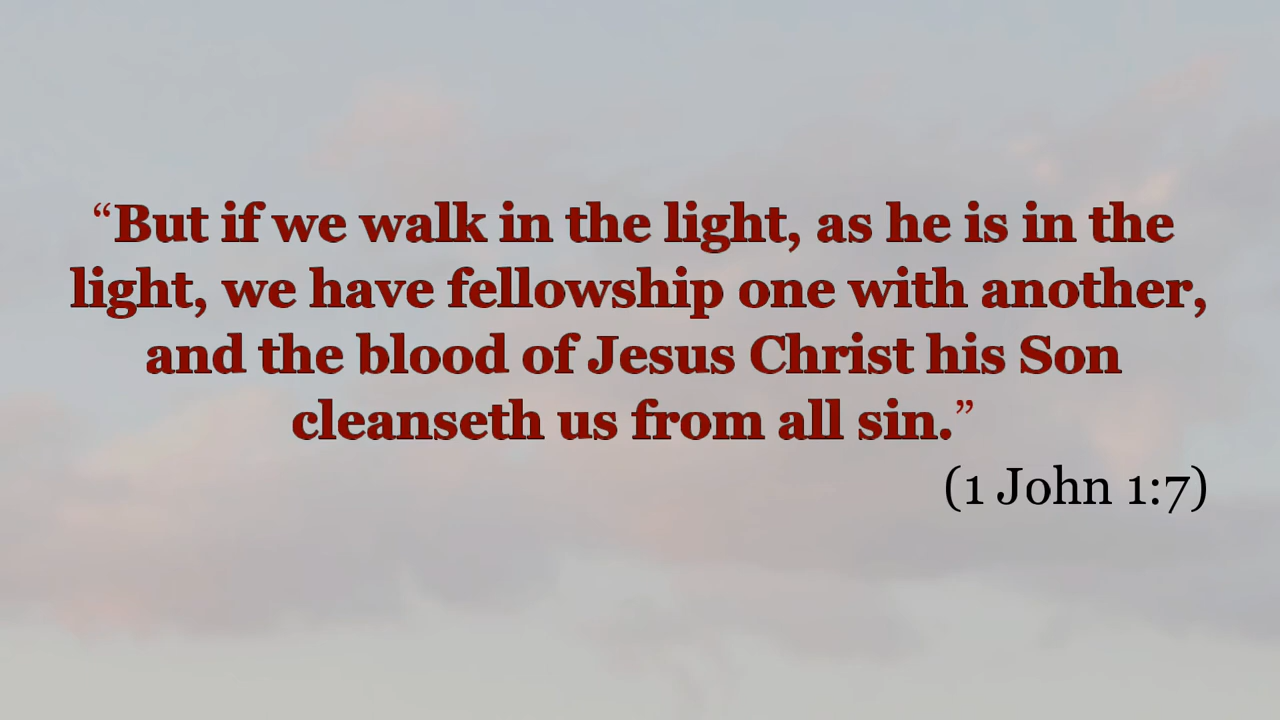 “But if we walk in the light, as he is in the
light, we have fellowship one with another,
and the blood of Jesus Christ his Son
cleanseth us from all sin.”
(1 John 1:7)